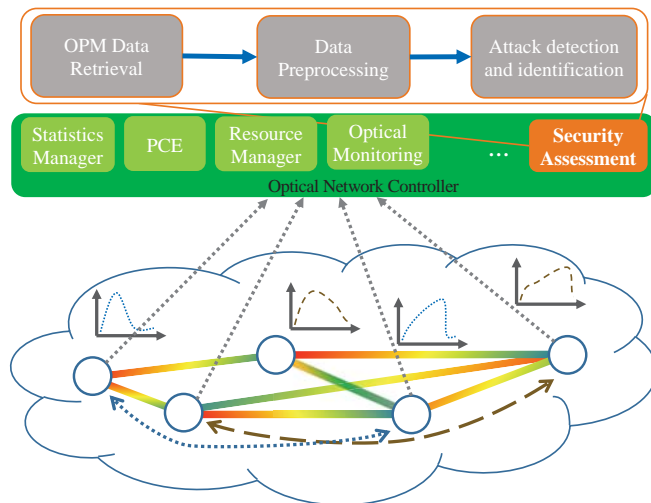 OPM Data
Retrieval
Data
Preprocessing
Attack detection
and identification
Statistics
Manager
PCE
Resource
Manager
Optical
Monitoring
...
Security
Assessment
Optical Network Controller